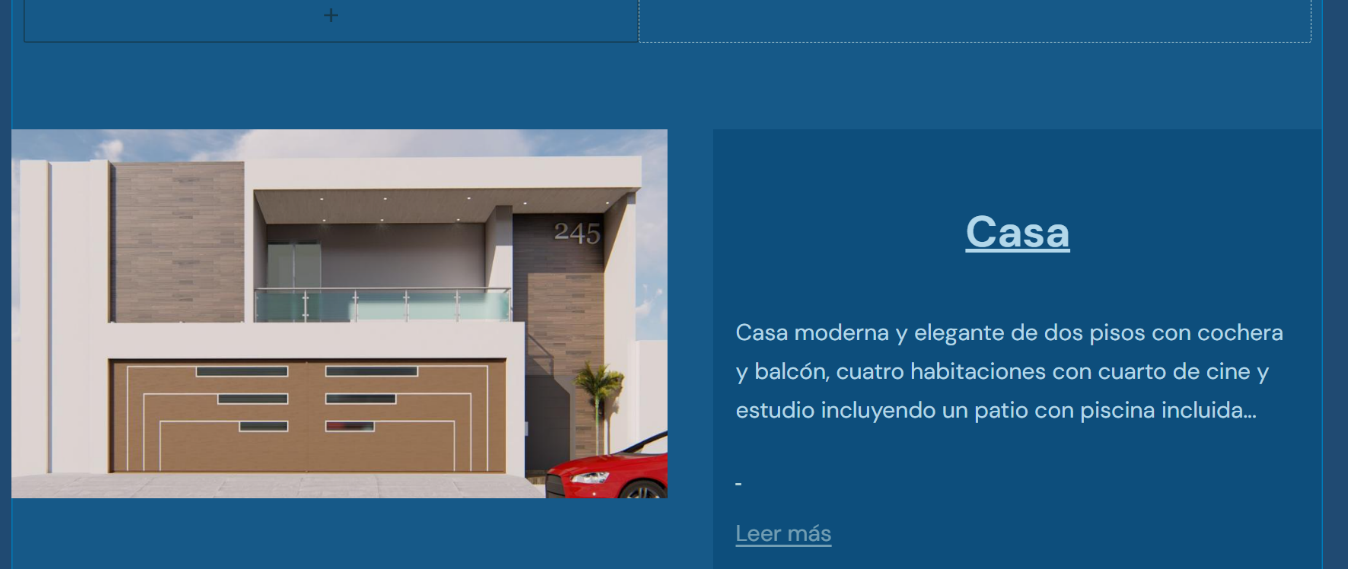 +
245
Casa
Casa moderna y elegante de dos pisos con cochera
y balcón, cuatro habitaciones con cuarto de cine y
estudio incluyendo un patio con piscina incluida...
-
Leer más